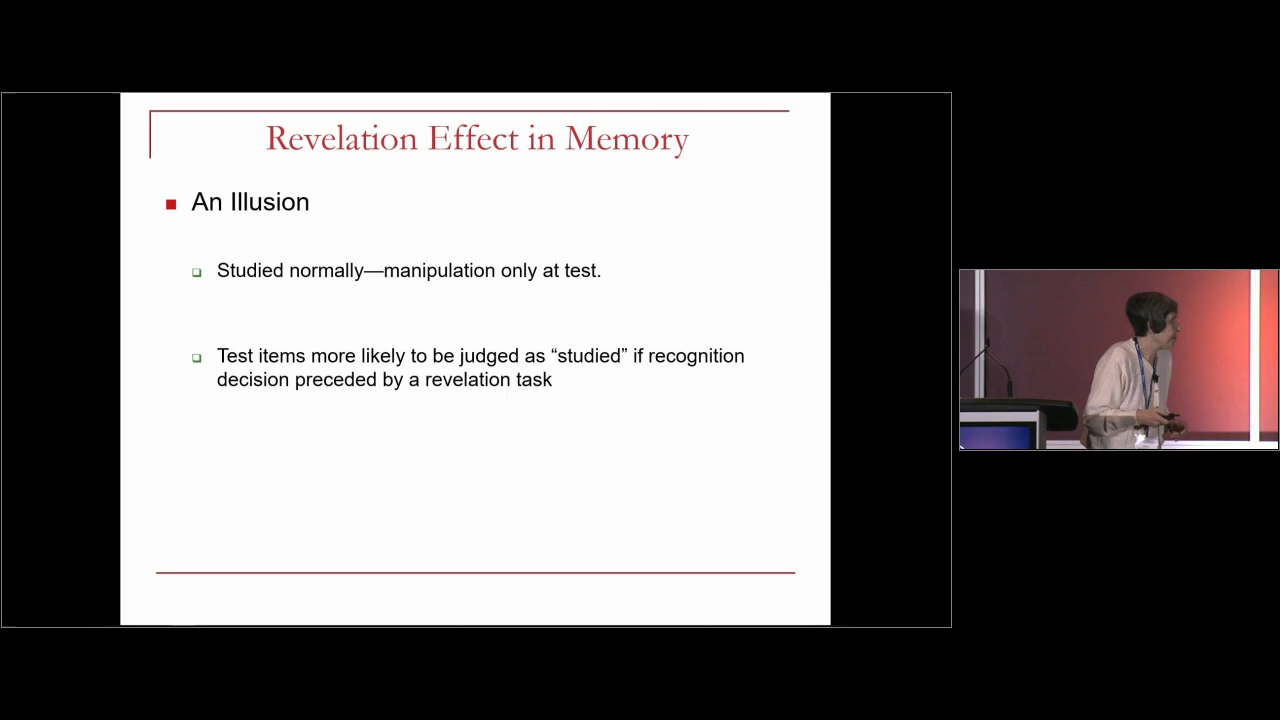 Revelation Effect in Memory
An Illusion
Studied normally—manipulation only at test.
Test items more likely to be judged as “studied” if recognition
decision preceded by a revelation task